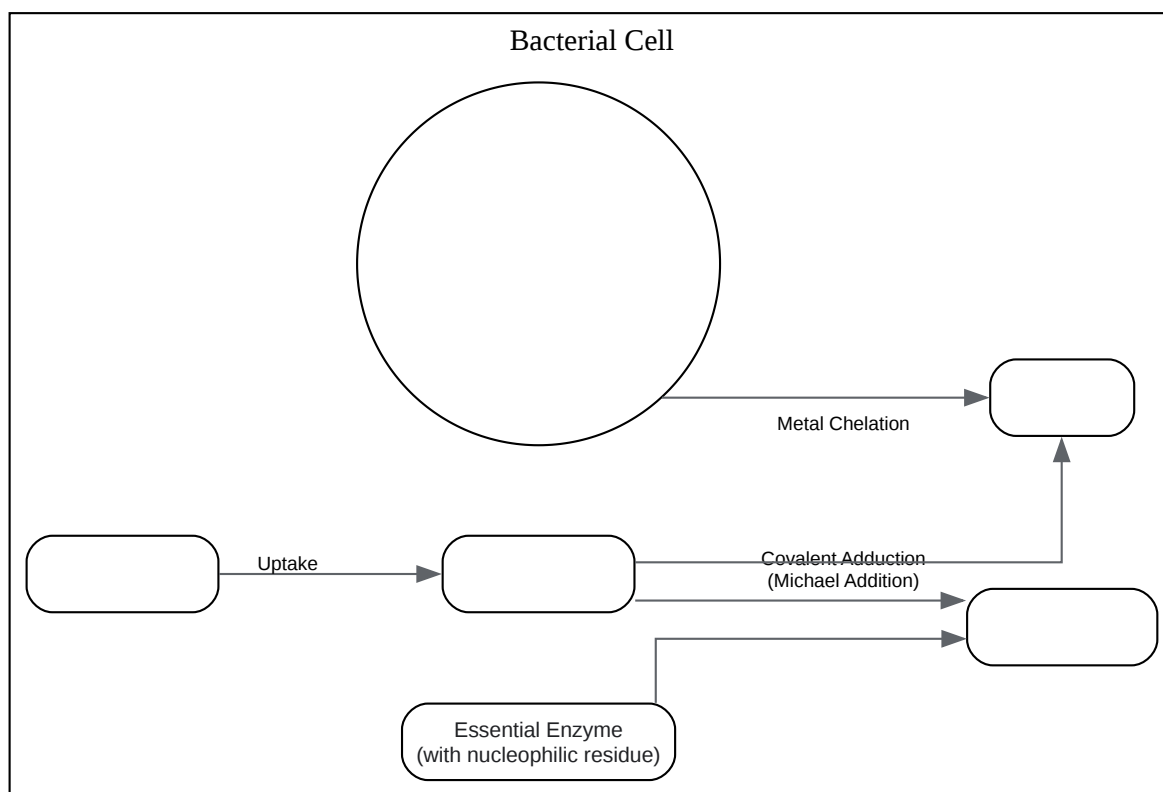 Bacterial Cell
Metal Chelation
Uptake
Covalent Adduction
(Michael Addition)
Essential Enzyme
(with nucleophilic residue)